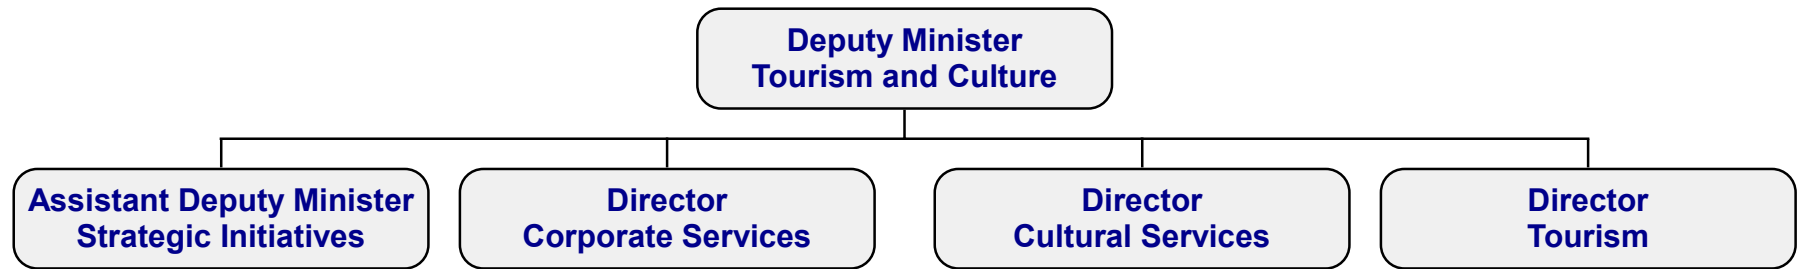 Deputy Minister
Tourism and Culture
Assistant Deputy Minister
Strategic Initiatives
Director
Corporate Services
Director
Cultural Services
Director
Tourism